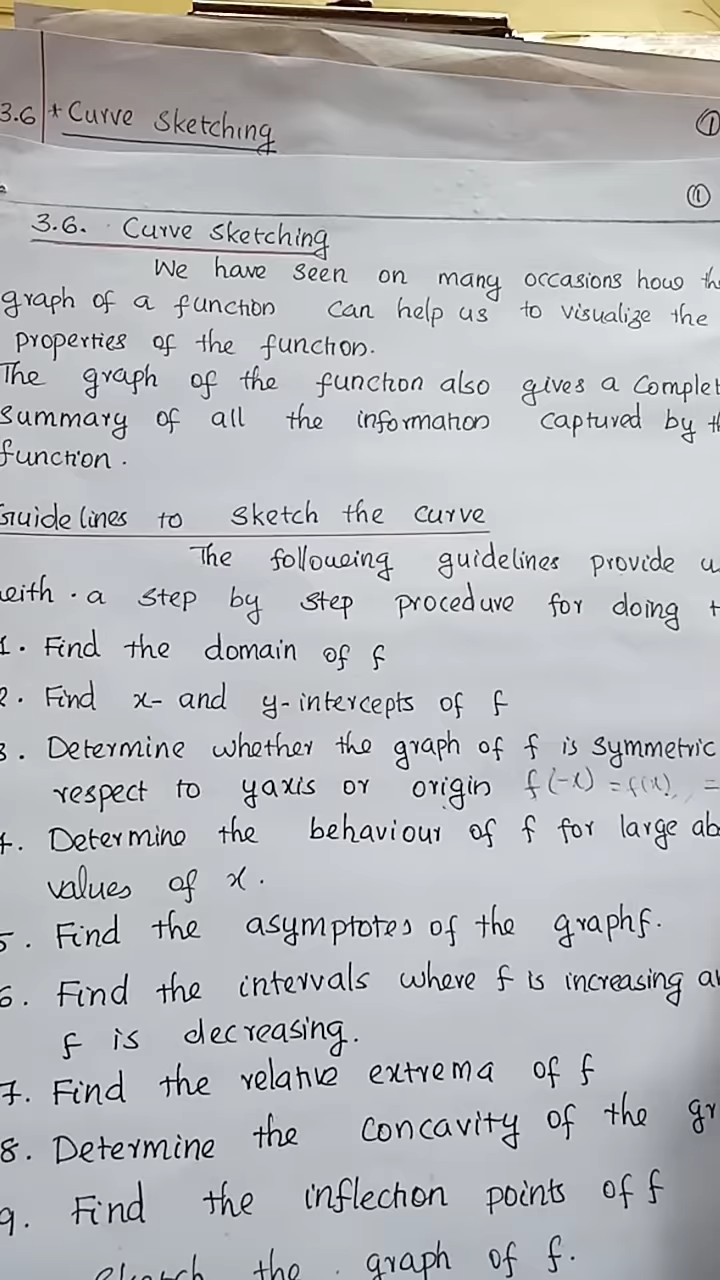 3.6 * Curve Sketching ①
①
3.6. Curve Sketching
We have seen on many occasions how th
graph of a function can help us to visualize the
properties of the function.
The graph of the function also gives a Complet
Summary of all the information captured by th
function.
Guidelines to sketch the curve
The following guidelines provide u
with a step by step procedure for doing t
1. Find the domain of f
2. Find x- and y-intercepts of f
3. Determine whether the graph of f is symmetric
respect to yaxis or origin f(-x) = f(x), =
4. Determine the behaviour of f for large ab
values of x.
5. Find the asymptotes of the graph f.
6. Find the intervals where f is increasing a
f is decreasing.
7. Find the relative extrema of f
8. Determine the concavity of the gr
9. Find the inflection points of f
sketch the graph of f.